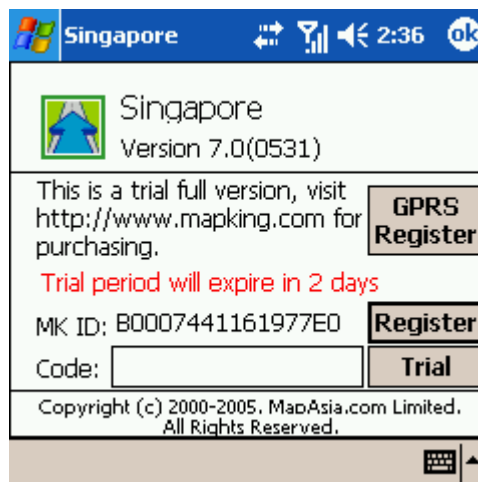 Singapore 2:36 ok
Singapore
Version 7.0(0531)
This is a trial full version, visit
http://www.mapking.com for
purchasing.
GPRS
Register
Trial period will expire in 2 days
MK ID: B0007441161977E0 Register
Code: Trial
Copyright (c) 2000-2005. MapAsia.com Limited.
All Rights Reserved.